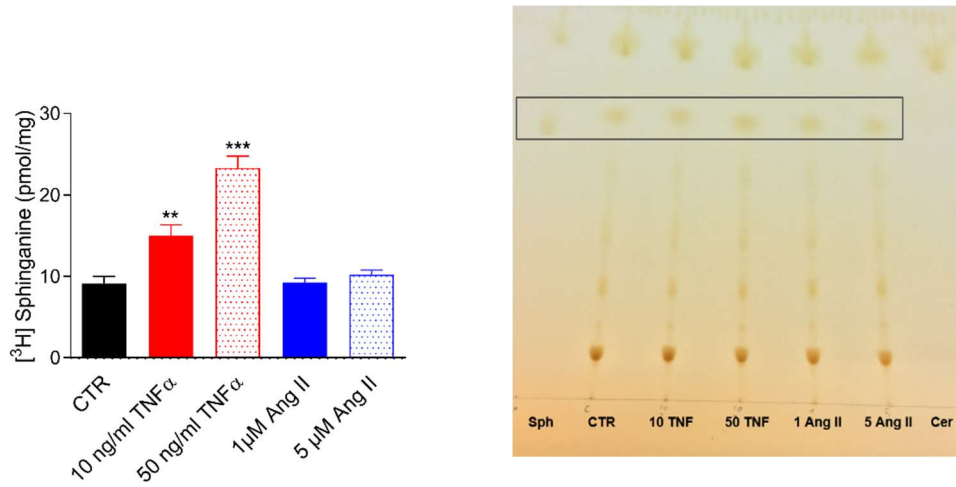 [³H] Sphinganine (pmol/mg)
30
20
10
0
**
***
CTR
10 ng/ml TNFα
50 ng/ml TNFα
1µM Ang II
5 µM Ang II
Sph CTR 10 TNF 50 TNF 1 Ang II 5 Ang II Cer